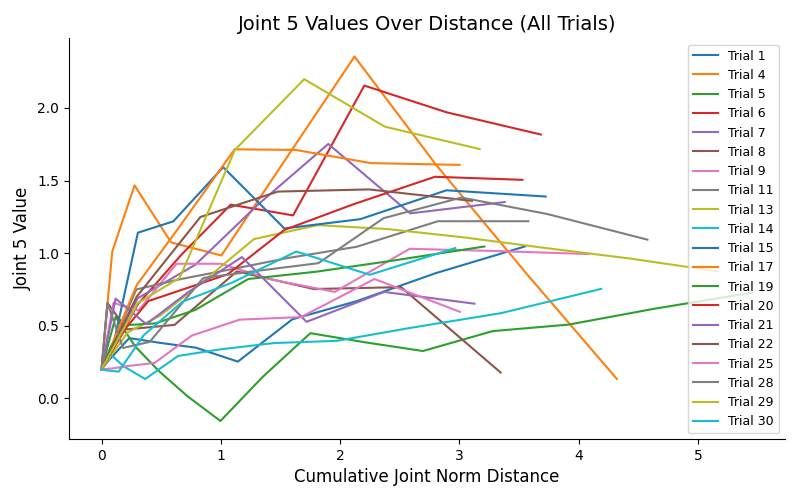 Joint 5 Values Over Distance (All Trials)
Joint 5 Value
2.0
1.5
1.0
0.5
0.0
0
1
2
3
4
5
Cumulative Joint Norm Distance
Trial 1
Trial 4
Trial 5
Trial 6
Trial 7
Trial 8
Trial 9
Trial 11
Trial 13
Trial 14
Trial 15
Trial 17
Trial 19
Trial 20
Trial 21
Trial 22
Trial 25
Trial 28
Trial 29
Trial 30